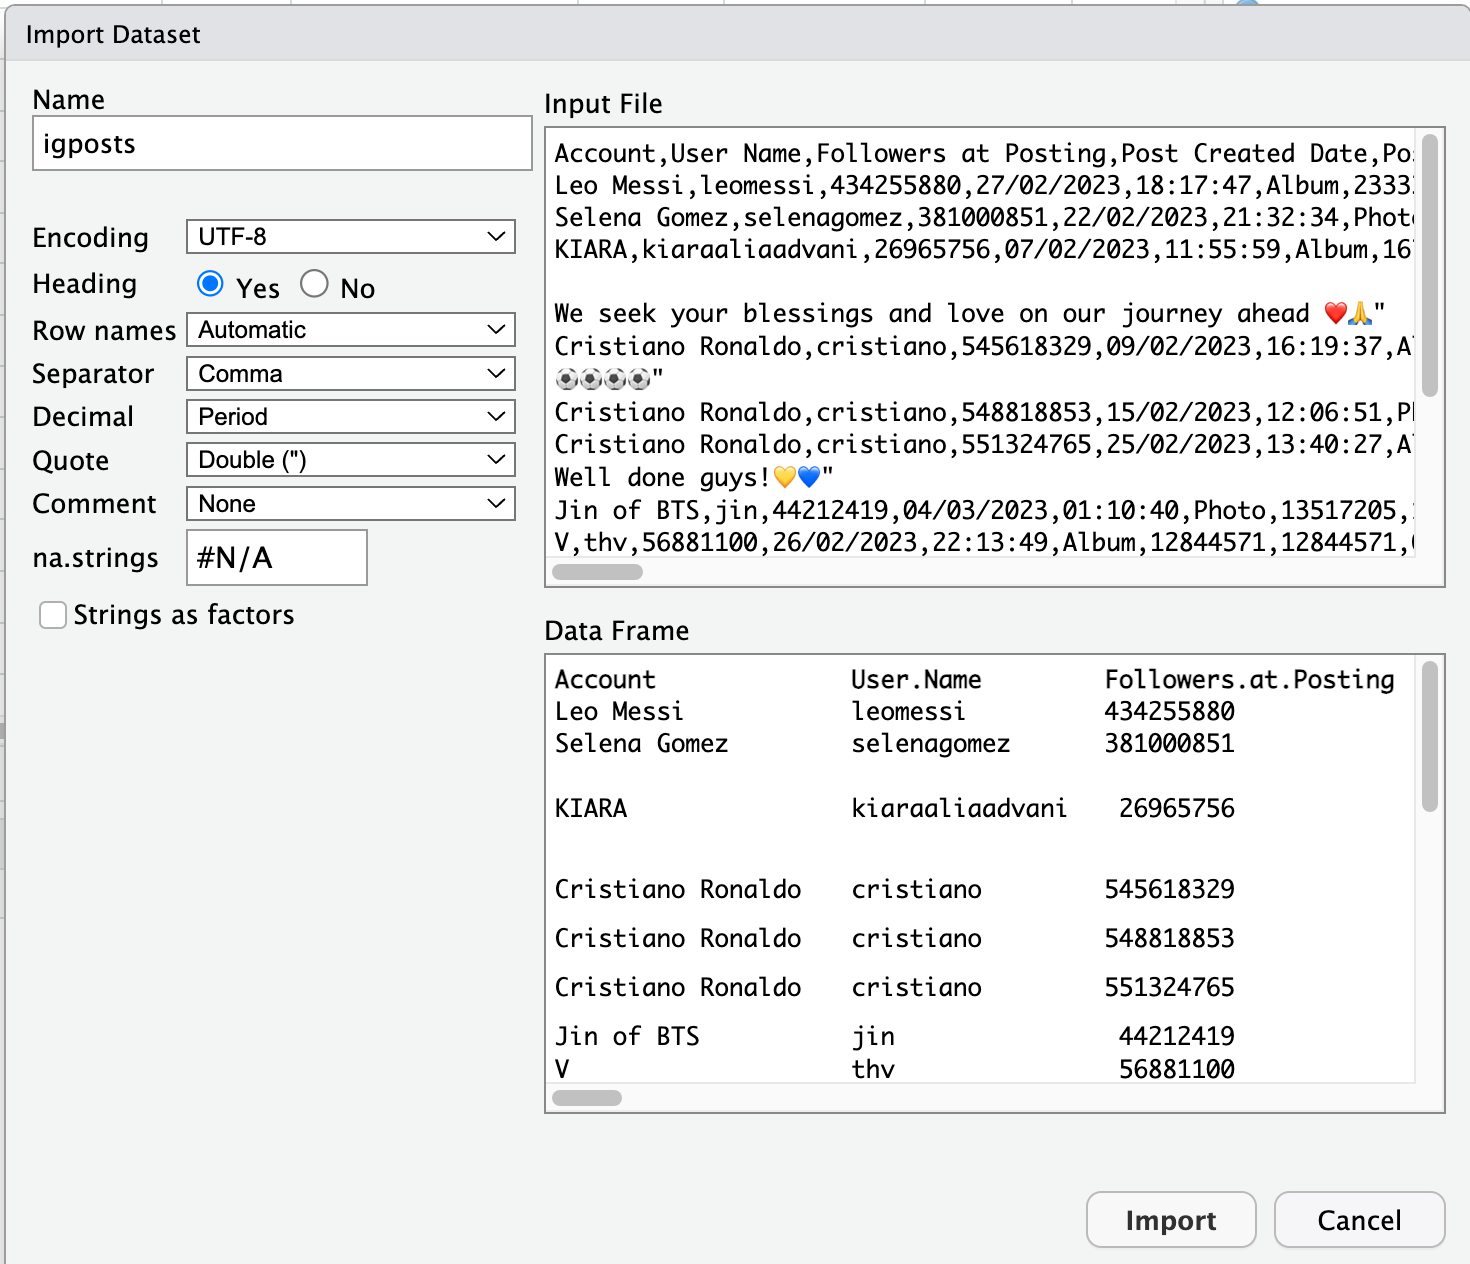 Import Dataset
Name
igposts
Encoding
UTF-8
Heading
Yes
No
Row names
Automatic
Separator
Comma
Decimal
Period
Quote
Double (")
Comment
None
na.strings
#N/A
Strings as factors
Input File
Account,User Name,Followers at Posting,Post Created Date,Po
Leo Messi,leomessi,434255880,27/02/2023,18:17:47,Album,2333
Selena Gomez,selenagomez,381000851,22/02/2023,21:32:34,Phot
KIARA,kiaraaliaadvani,26965756,07/02/2023,11:55:59,Album,16
We seek your blessings and love on our journey ahead ❤️🙏"
Cristiano Ronaldo,cristiano,545618329,09/02/2023,16:19:37,A
⚽⚽⚽⚽"
Cristiano Ronaldo,cristiano,548818853,15/02/2023,12:06:51,P
Cristiano Ronaldo,cristiano,551324765,25/02/2023,13:40:27,A
Well done guys!💛💙"
Jin of BTS,jin,44212419,04/03/2023,01:10:40,Photo,13517205,
V,thv,56881100,26/02/2023,22:13:49,Album,12844571,12844571,
Data Frame
Account User.Name Followers.at.Posting
Leo Messi leomessi 434255880
Selena Gomez selenagomez 381000851
KIARA kiaraaliaadvani 26965756
Cristiano Ronaldo cristiano 545618329
Cristiano Ronaldo cristiano 548818853
Cristiano Ronaldo cristiano 551324765
Jin of BTS jin 44212419
V thv 56881100
Import
Cancel